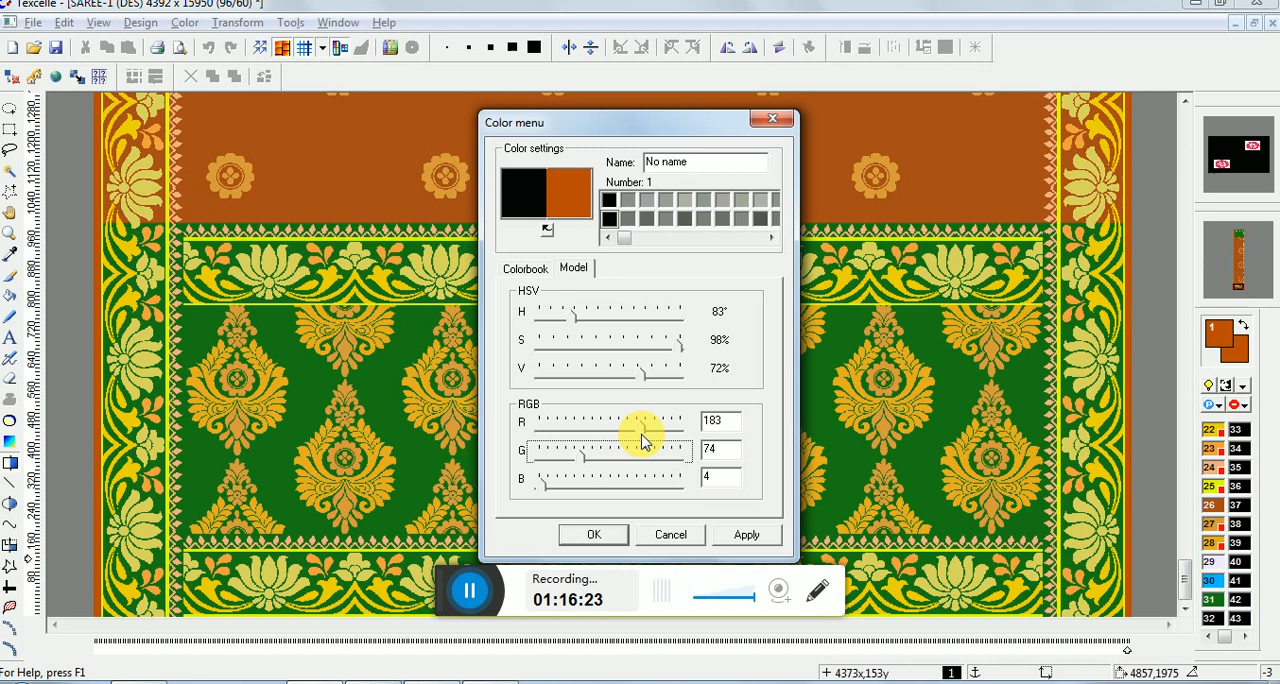 Texcelle - [SAREE-1 (DES) 4392 x 15950 (96/60) *]
File Edit View Design Color Transform Tools Window Help
Color menu
Color settings
Name: No name
Number: 1
Colorbook Model
HSV
H 83°
S 98%
V 72%
RGB
R 183
G 74
B 4
OK Cancel Apply
Recording...
01:16:23
1
22 33
23 34
24 35
25 36
26 37
27 38
28 39
29 40
30 41
31 42
32 43
For Help, press F1
4373x,153y
1
4857,1975
-3